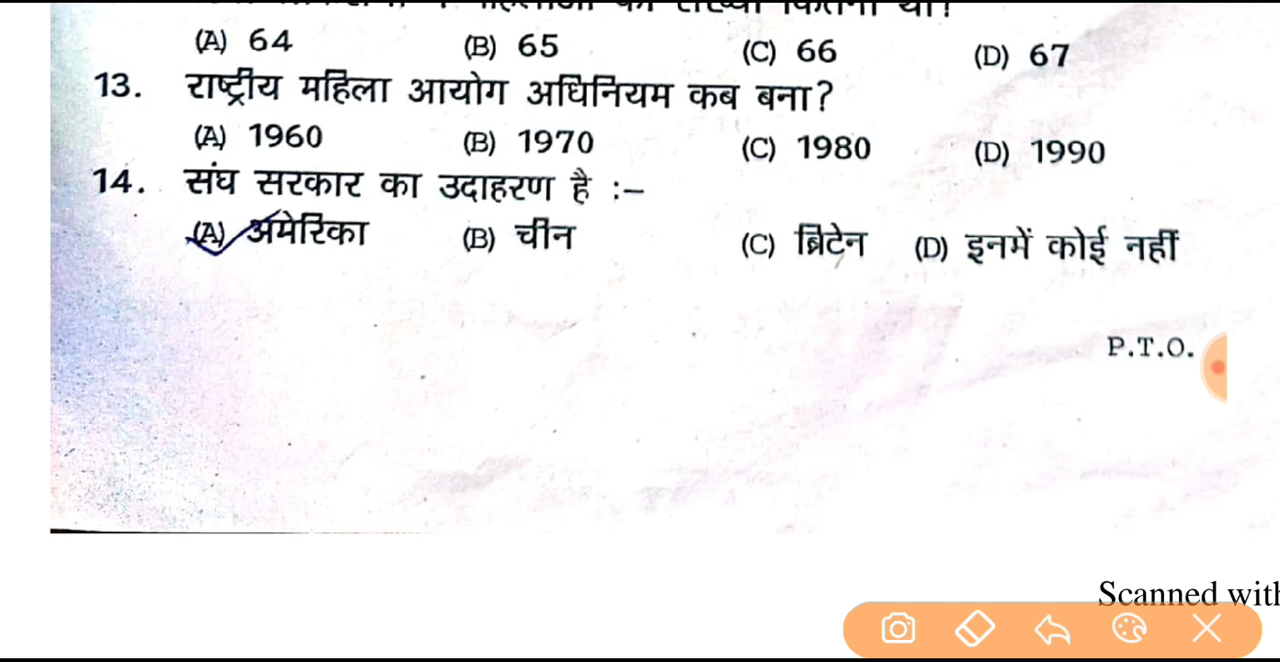 (A) 64 (B) 65 (C) 66 (D) 67
13. राष्ट्रीय महिला आयोग अधिनियम कब बना?
(A) 1960 (B) 1970 (C) 1980 (D) 1990
14. संघ सरकार का उदाहरण है :–
(A) अमेरिका (B) चीन (C) ब्रिटेन (D) इनमें कोई नहीं
P.T.O.
Scanned with